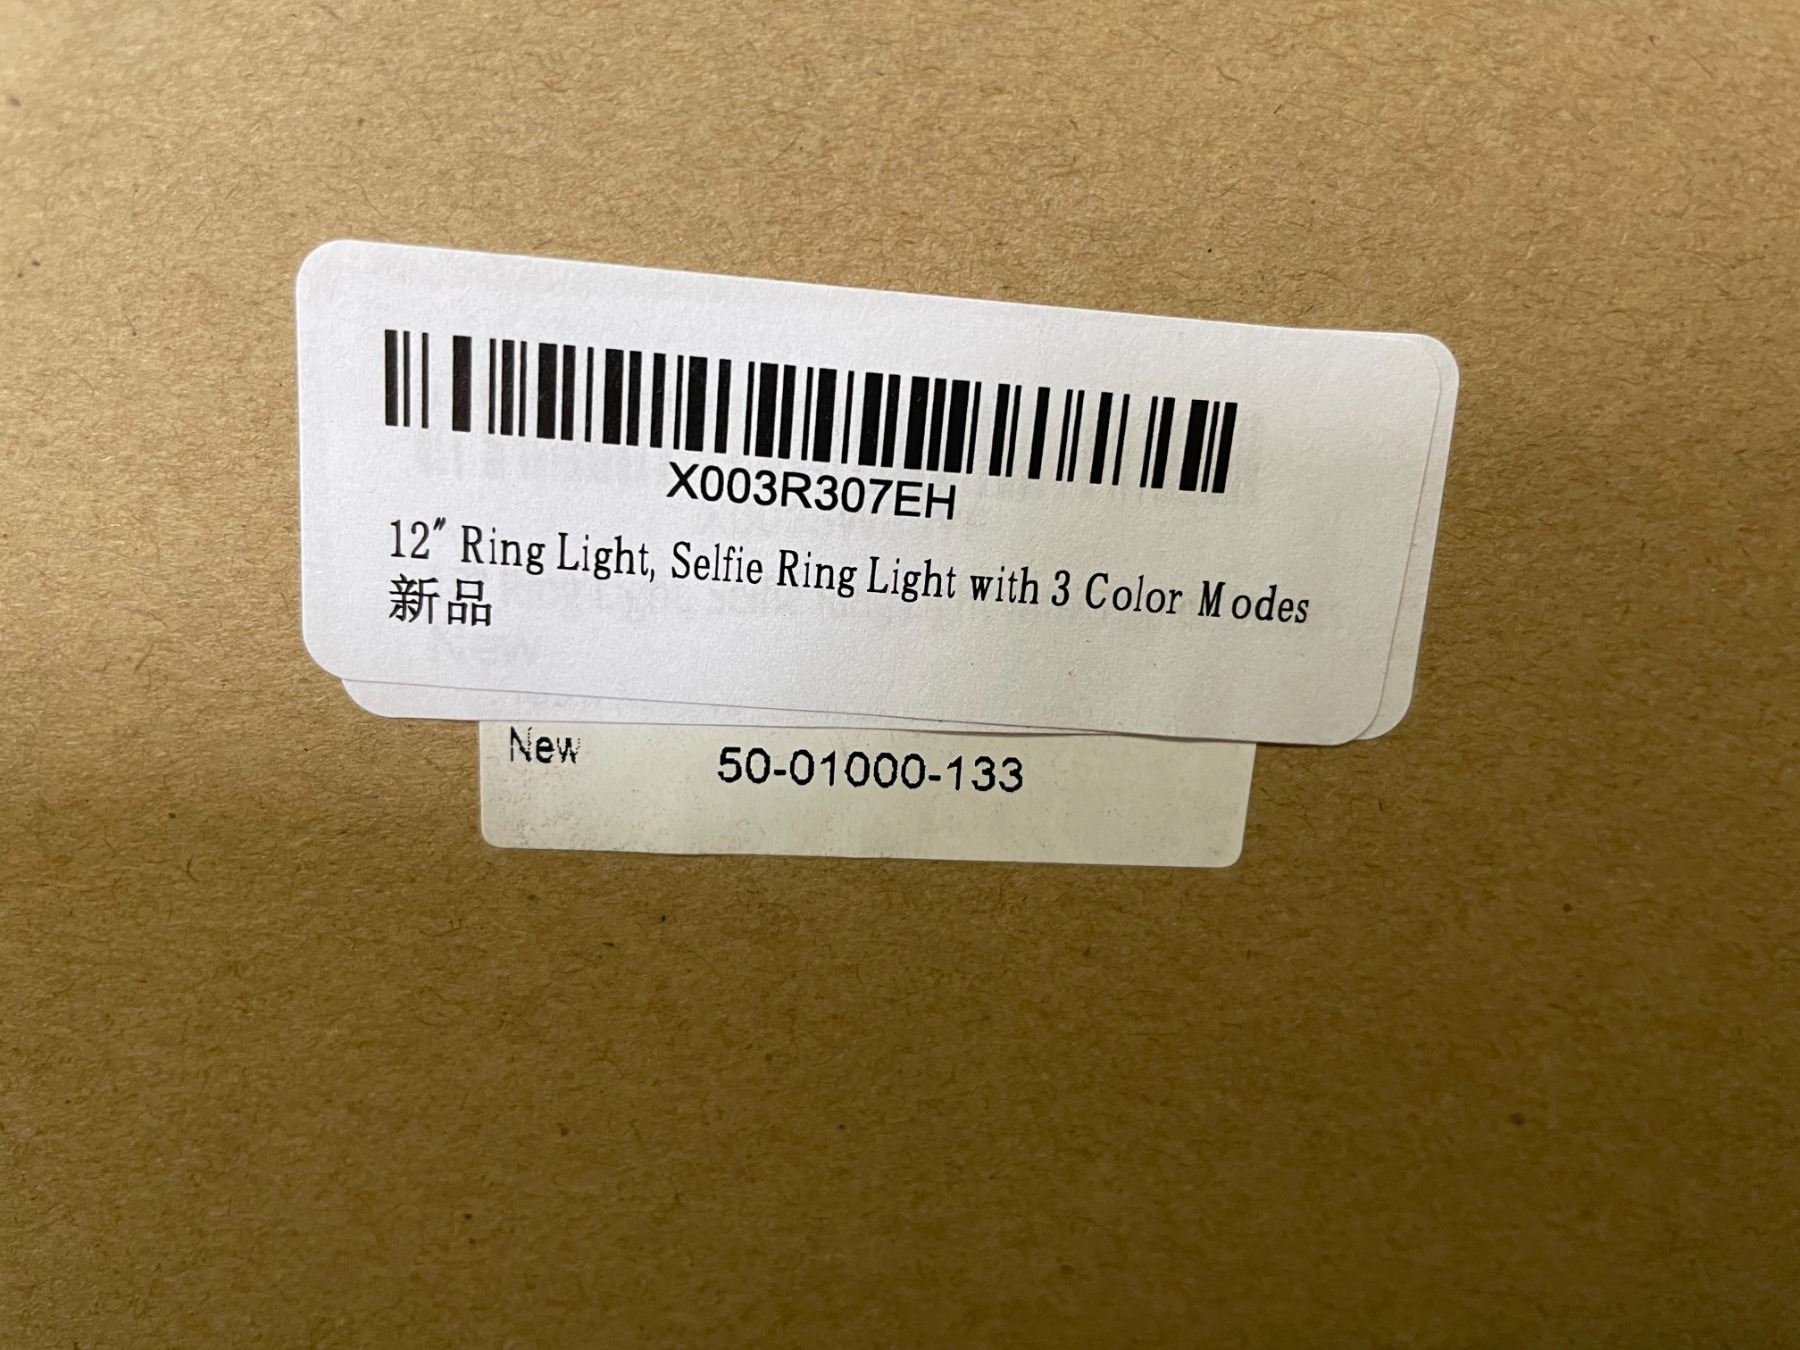 X003R307EH
12" Ring Light, Selfie Ring Light with 3 Color Modes
新品
New 50-01000-133